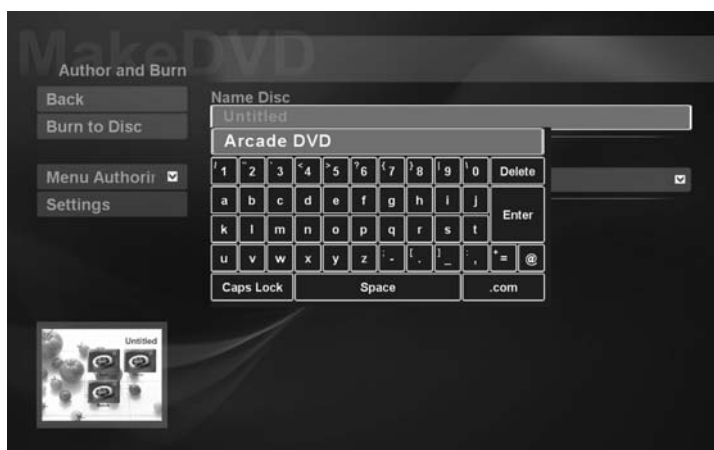 MakeDVD
Author and Burn
Back
Burn to Disc
Menu Authorin
Settings
Name Disc
Untitled
Arcade DVD
1 2 3 < 4 > 5 ? 6 { 7 } 8 | 9 \ 0 Delete
a b c d e f g h i j
Enter
k l m n o p q r s t
u v w x y z - [ . ] _ , + = @
Caps Lock Space .com
Untitled